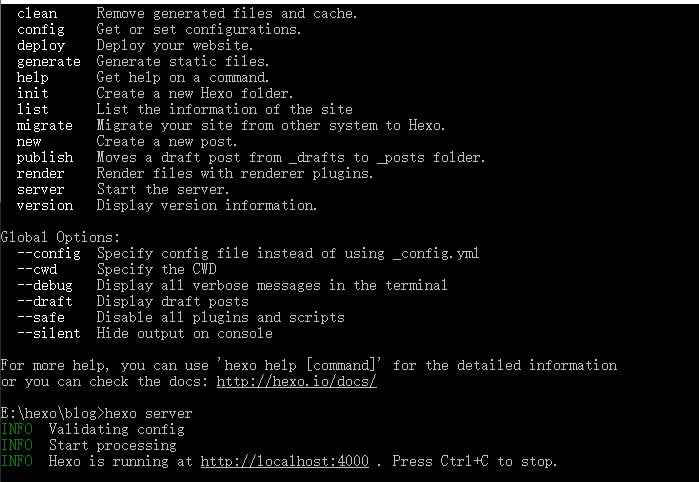 clean     Remove generated files and cache.
config    Get or set configurations.
deploy    Deploy your website.
generate  Generate static files.
help      Get help on a command.
init      Create a new Hexo folder.
list      List the information of the site
migrate   Migrate your site from other system to Hexo.
new       Create a new post.
publish   Moves a draft post from _drafts to _posts folder.
render    Render files with renderer plugins.
server    Start the server.
version   Display version information.

Global Options:
--config  Specify config file instead of using _config.yml
--cwd     Specify the CWD
--debug   Display all verbose messages in the terminal
--draft   Display draft posts
--safe    Disable all plugins and scripts
--silent  Hide output on console

For more help, you can use 'hexo help [command]' for the detailed information
or you can check the docs: http://hexo.io/docs/

E:\hexo\blog>hexo server
INFO  Validating config
INFO  Start processing
INFO  Hexo is running at http://localhost:4000 . Press Ctrl+C to stop.